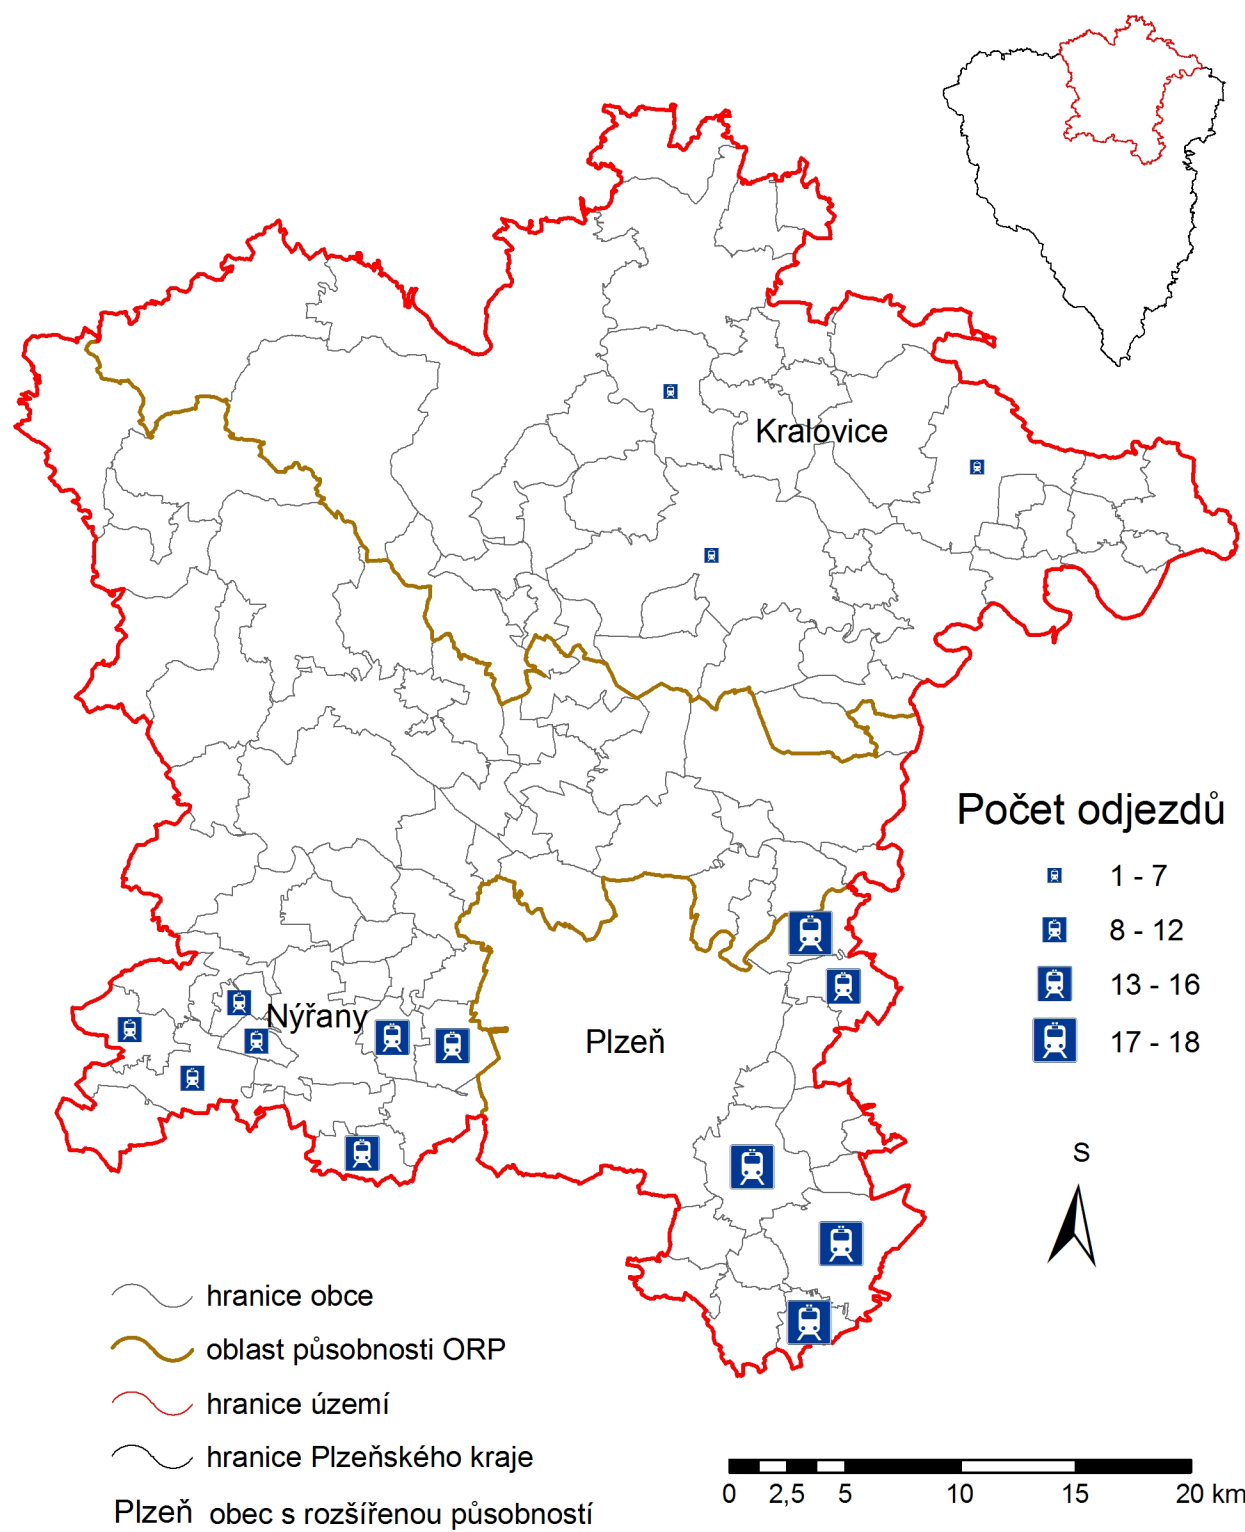 Kralovice
Počet odjezdů
1 - 7
8 - 12
13 - 16
17 - 18
Nýřany
Plzeň
S
hranice obce
oblast působnosti ORP
hranice území
hranice Plzeňského kraje
Plzeň obec s rozšířenou působností
0 2,5 5 10 15 20 km